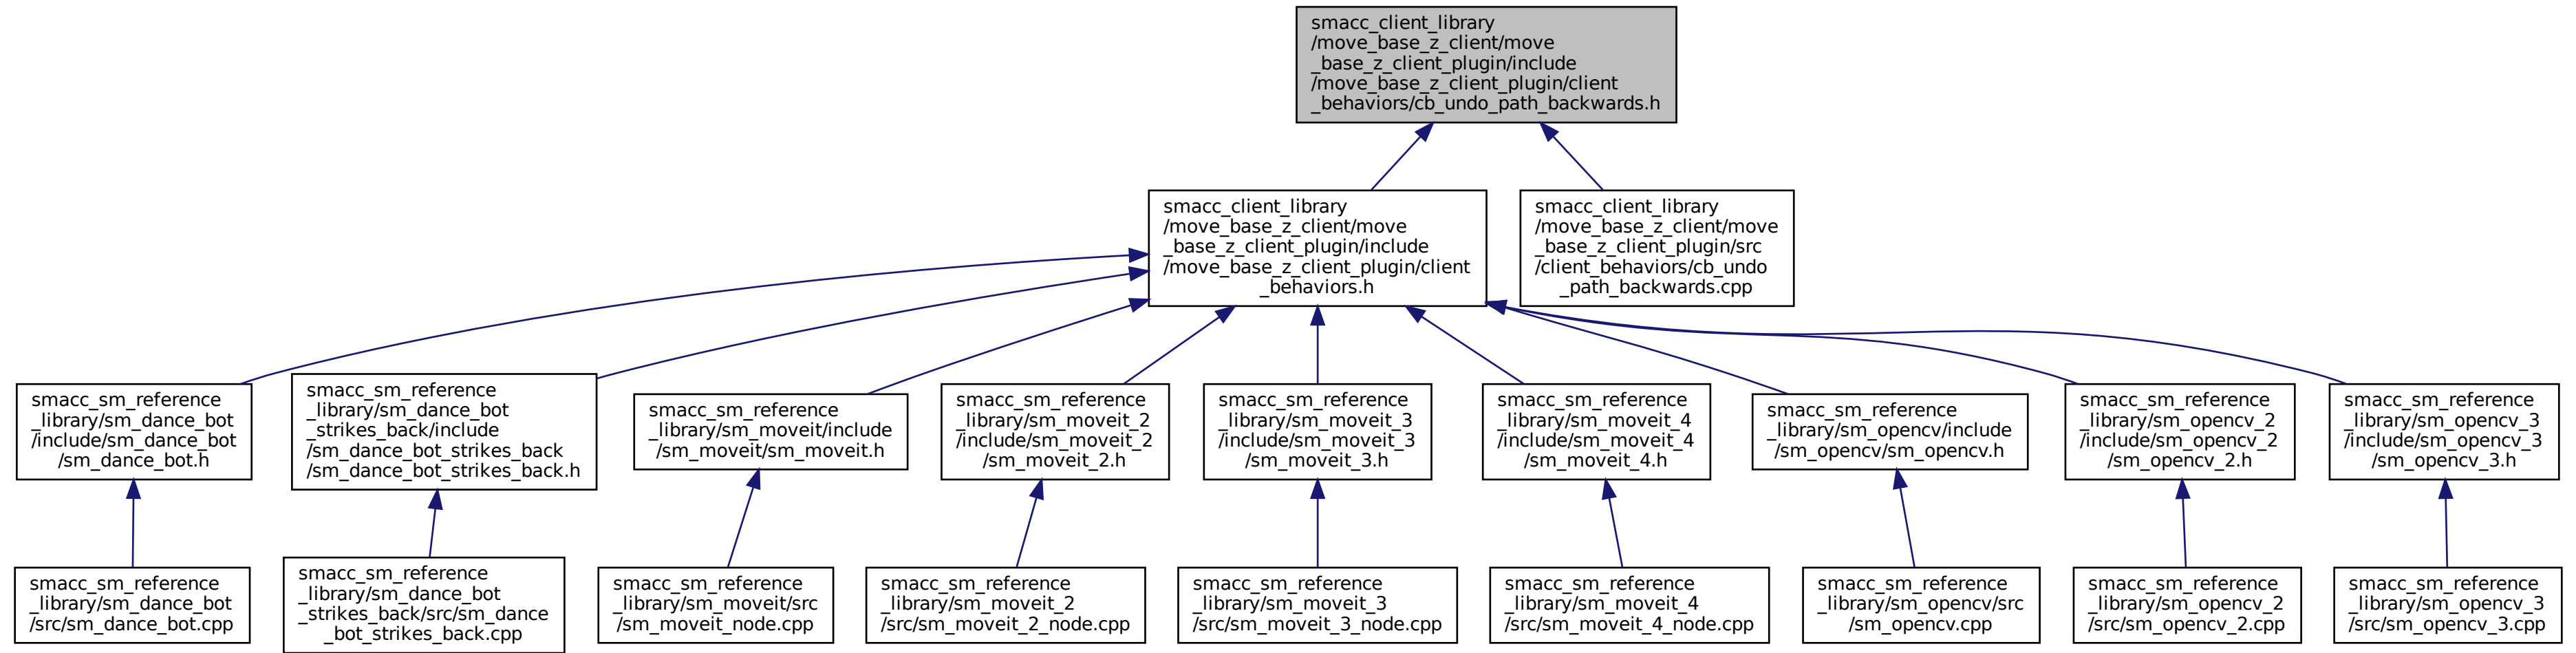 smacc_client_library
/move_base_z_client/move
_base_z_client_plugin/include
/move_base_z_client_plugin/client
_behaviors/cb_undo_path_backwards.h
smacc_client_library
/move_base_z_client/move
_base_z_client_plugin/include
/move_base_z_client_plugin/client
_behaviors.h
smacc_client_library
/move_base_z_client/move
_base_z_client_plugin/src
/client_behaviors/cb_undo
_path_backwards.cpp
smacc_sm_reference
_library/sm_dance_bot
/include/sm_dance_bot
/sm_dance_bot.h
smacc_sm_reference
_library/sm_dance_bot
_strikes_back/include
/sm_dance_bot_strikes_back
/sm_dance_bot_strikes_back.h
smacc_sm_reference
_library/sm_moveit/include
/sm_moveit/sm_moveit.h
smacc_sm_reference
_library/sm_moveit_2
/include/sm_moveit_2
/sm_moveit_2.h
smacc_sm_reference
_library/sm_moveit_3
/include/sm_moveit_3
/sm_moveit_3.h
smacc_sm_reference
_library/sm_moveit_4
/include/sm_moveit_4
/sm_moveit_4.h
smacc_sm_reference
_library/sm_opencv/include
/sm_opencv/sm_opencv.h
smacc_sm_reference
_library/sm_opencv_2
/include/sm_opencv_2
/sm_opencv_2.h
smacc_sm_reference
_library/sm_opencv_3
/include/sm_opencv_3
/sm_opencv_3.h
smacc_sm_reference
_library/sm_dance_bot
/src/sm_dance_bot.cpp
smacc_sm_reference
_library/sm_dance_bot
_strikes_back/src/sm_dance
_bot_strikes_back.cpp
smacc_sm_reference
_library/sm_moveit/src
/sm_moveit_node.cpp
smacc_sm_reference
_library/sm_moveit_2
/src/sm_moveit_2_node.cpp
smacc_sm_reference
_library/sm_moveit_3
/src/sm_moveit_3_node.cpp
smacc_sm_reference
_library/sm_moveit_4
/src/sm_moveit_4_node.cpp
smacc_sm_reference
_library/sm_opencv/src
/sm_opencv.cpp
smacc_sm_reference
_library/sm_opencv_2
/src/sm_opencv_2.cpp
smacc_sm_reference
_library/sm_opencv_3
/src/sm_opencv_3.cpp